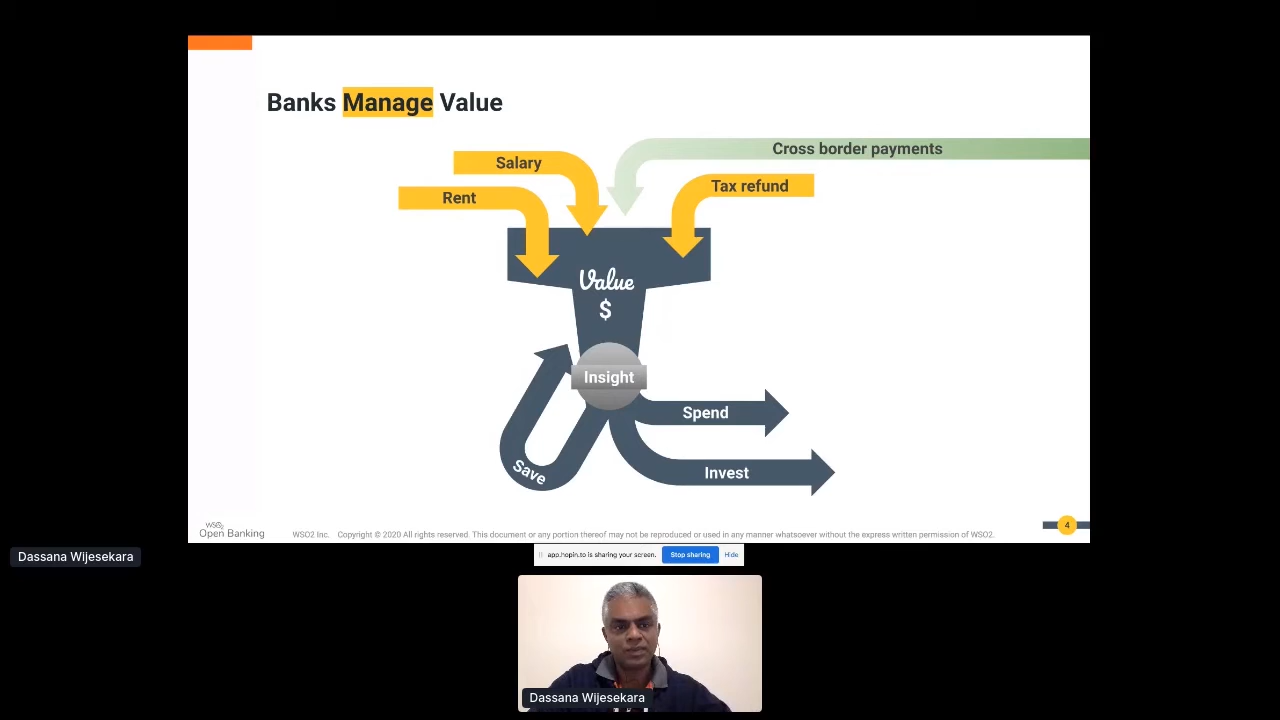 Banks Manage Value
Cross border payments
Salary
Tax refund
Rent
Value
$
Insight
Spend
Save
Invest
WSO2
Open Banking
WSO2 Inc. Copyright © 2020 All rights reserved. This document or any portion thereof may not be reproduced or used in any manner whatsoever without the express written permission of WSO2.
4
Dassana Wijesekara
app.hopin.to is sharing your screen.
Stop sharing
Hide
Dassana Wijesekara